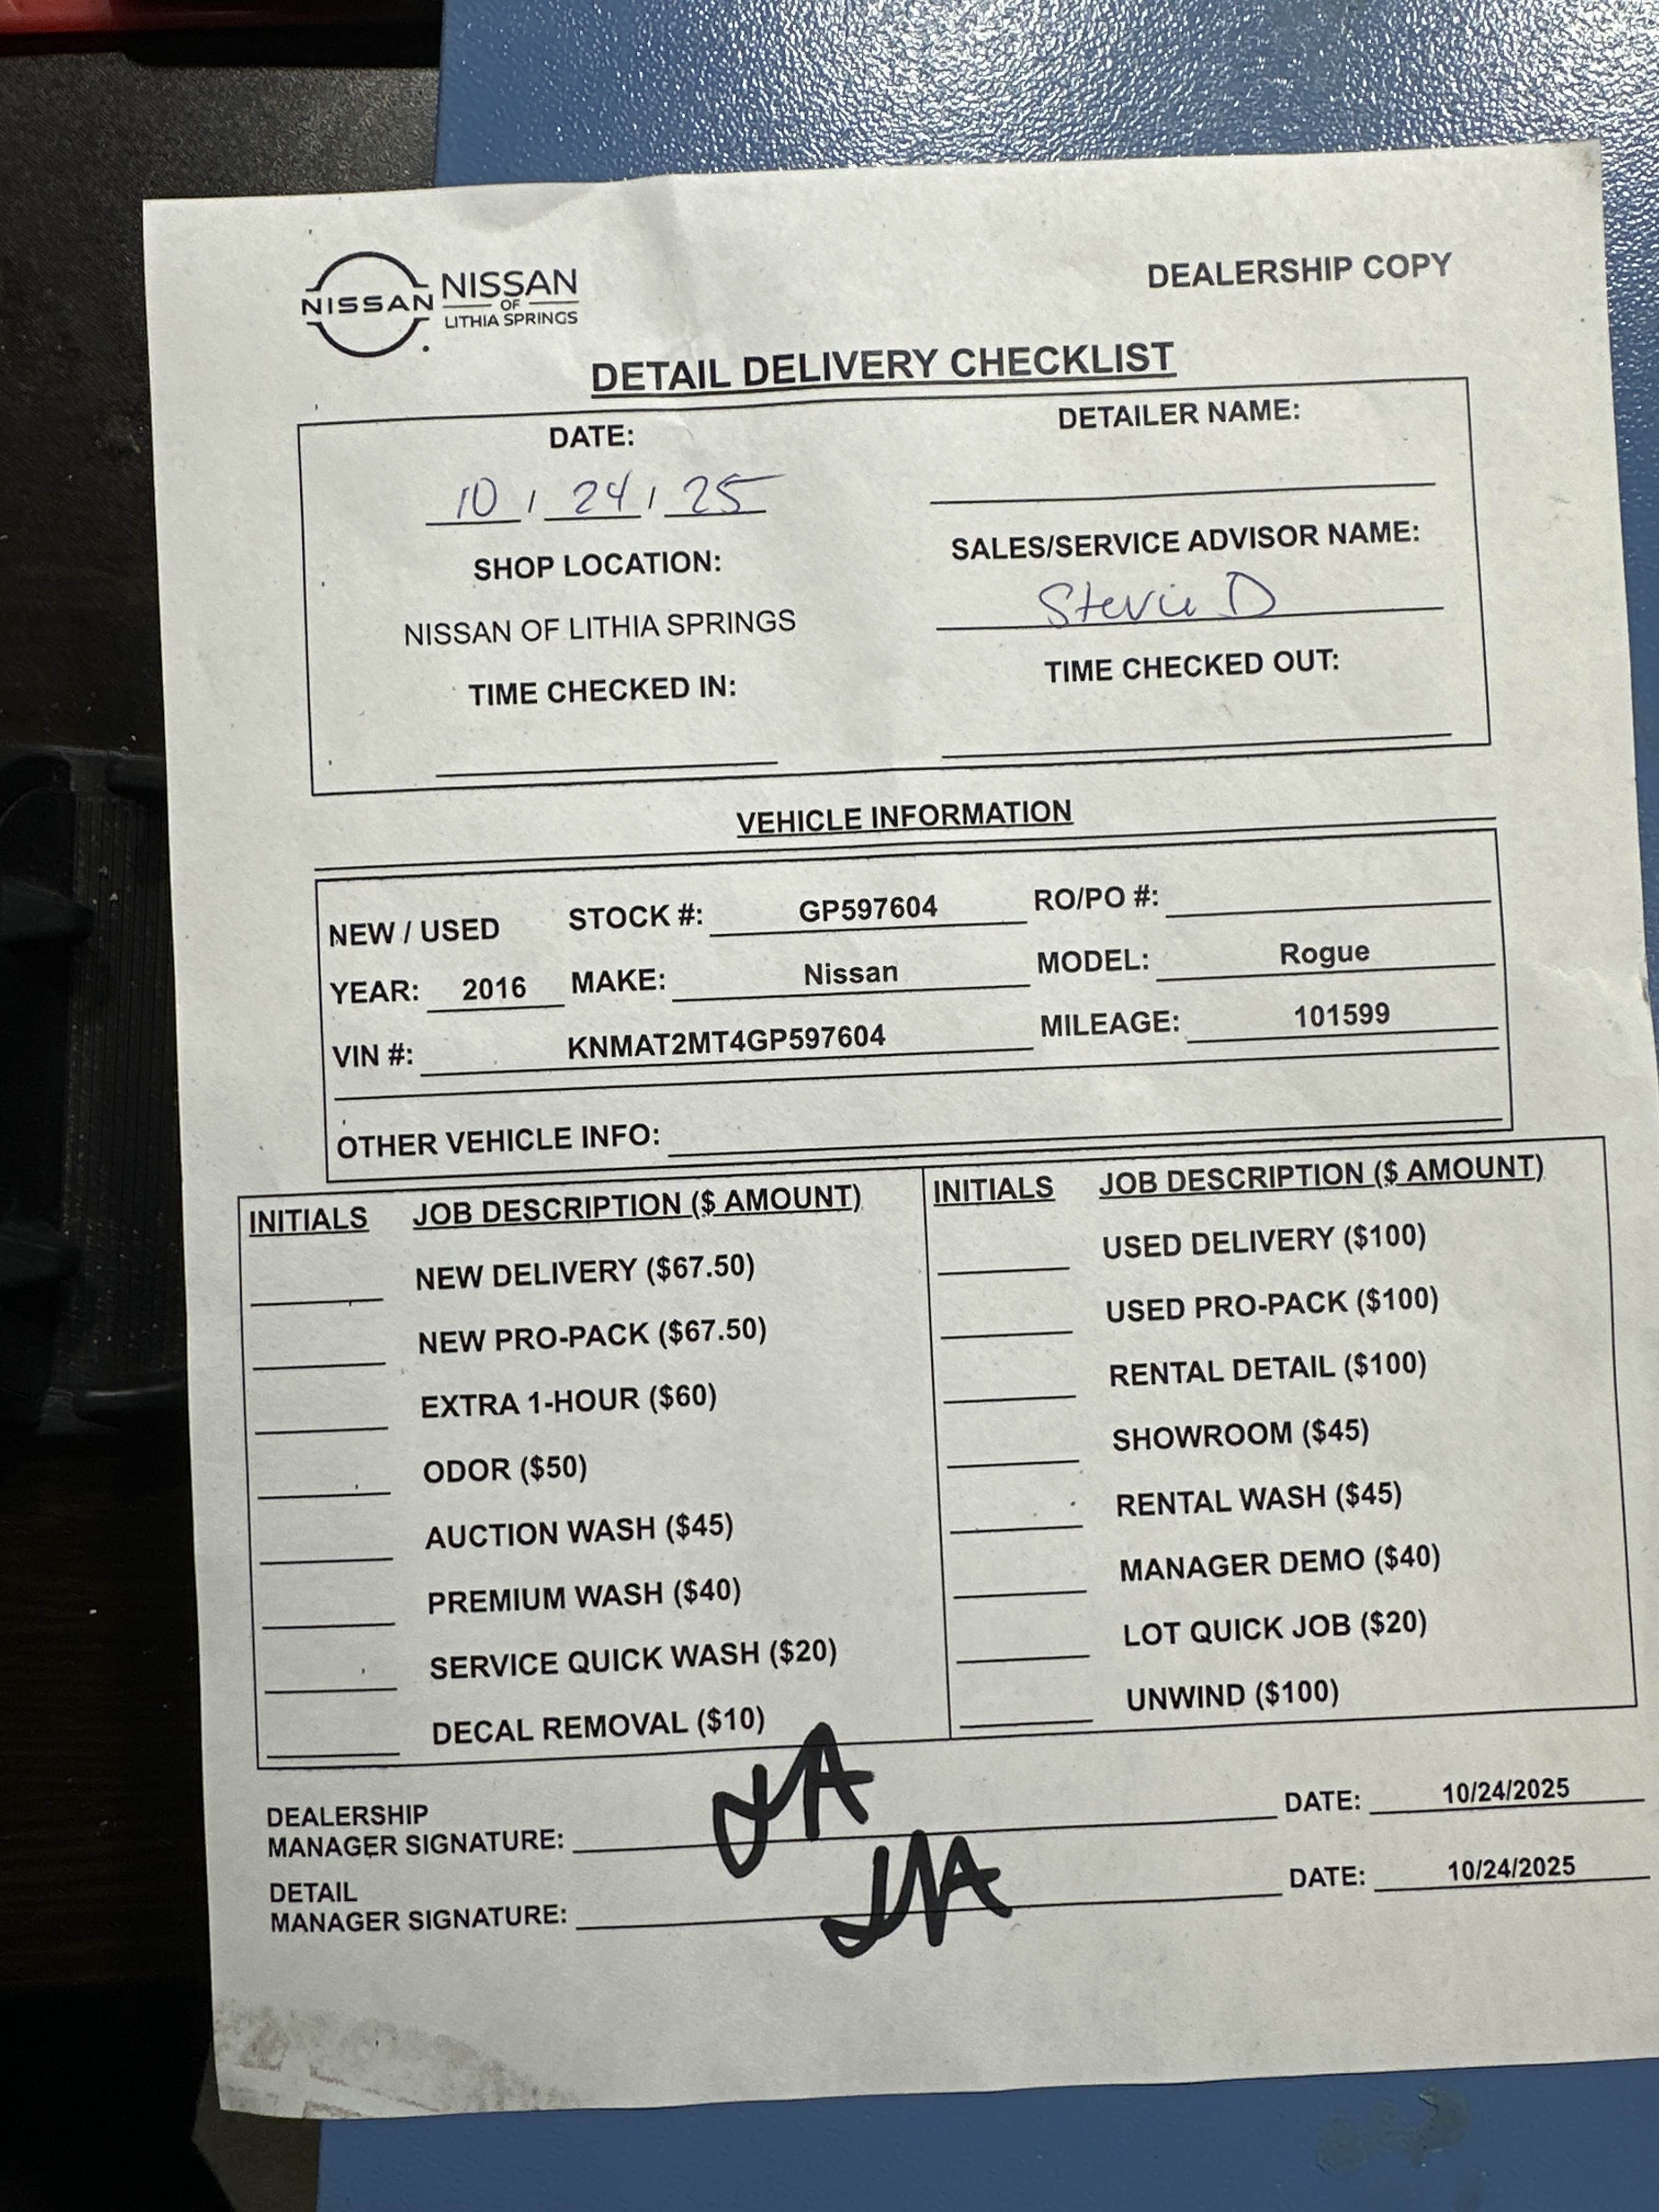 DEALERSHIP COPY
NISSAN NISSAN
OF
LITHIA SPRINGS
DETAIL DELIVERY CHECKLIST
DATE:
10 / 24 / 25
DETAILER NAME:
SHOP LOCATION:
NISSAN OF LITHIA SPRINGS
SALES/SERVICE ADVISOR NAME:
Stevie D
TIME CHECKED IN:
TIME CHECKED OUT:
VEHICLE INFORMATION
NEW / USED STOCK #: GP597604 RO/PO #:
YEAR: 2016 MAKE: Nissan MODEL: Rogue
VIN #: KNMAT2MT4GP597604 MILEAGE: 101599
OTHER VEHICLE INFO:
INITIALS JOB DESCRIPTION ($ AMOUNT)
NEW DELIVERY ($67.50)
NEW PRO-PACK ($67.50)
EXTRA 1-HOUR ($60)
ODOR ($50)
AUCTION WASH ($45)
PREMIUM WASH ($40)
SERVICE QUICK WASH ($20)
DECAL REMOVAL ($10)
INITIALS JOB DESCRIPTION ($ AMOUNT)
USED DELIVERY ($100)
USED PRO-PACK ($100)
RENTAL DETAIL ($100)
SHOWROOM ($45)
RENTAL WASH ($45)
MANAGER DEMO ($40)
LOT QUICK JOB ($20)
UNWIND ($100)
DEALERSHIP
MANAGER SIGNATURE: DATE: 10/24/2025
DETAIL
MANAGER SIGNATURE: DATE: 10/24/2025